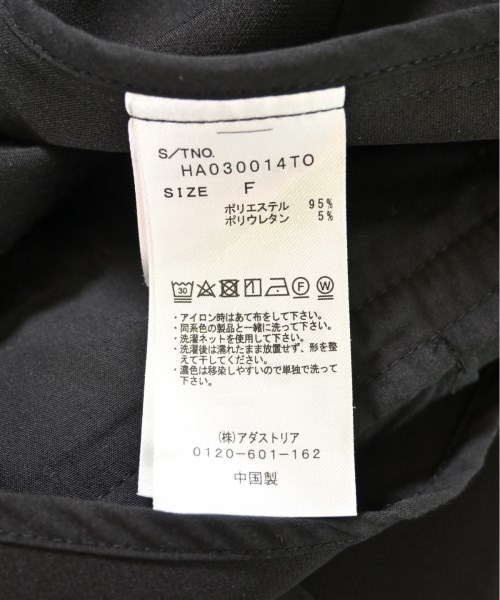 S/TNO.
HA030014TO
SIZE F
ポリエステル 95%
ポリウレタン 5%
30 F W
・アイロン時はあて布をして下さい。
・同系色の製品と一緒に洗って下さい。
・洗濯ネットを使用して下さい。
・洗濯後は濡れたまま放置せず、形を整
えて干してください。
・濃色は移染しやすいので単独で洗って
下さい。
(株)アダストリア
0120-601-162
中国製